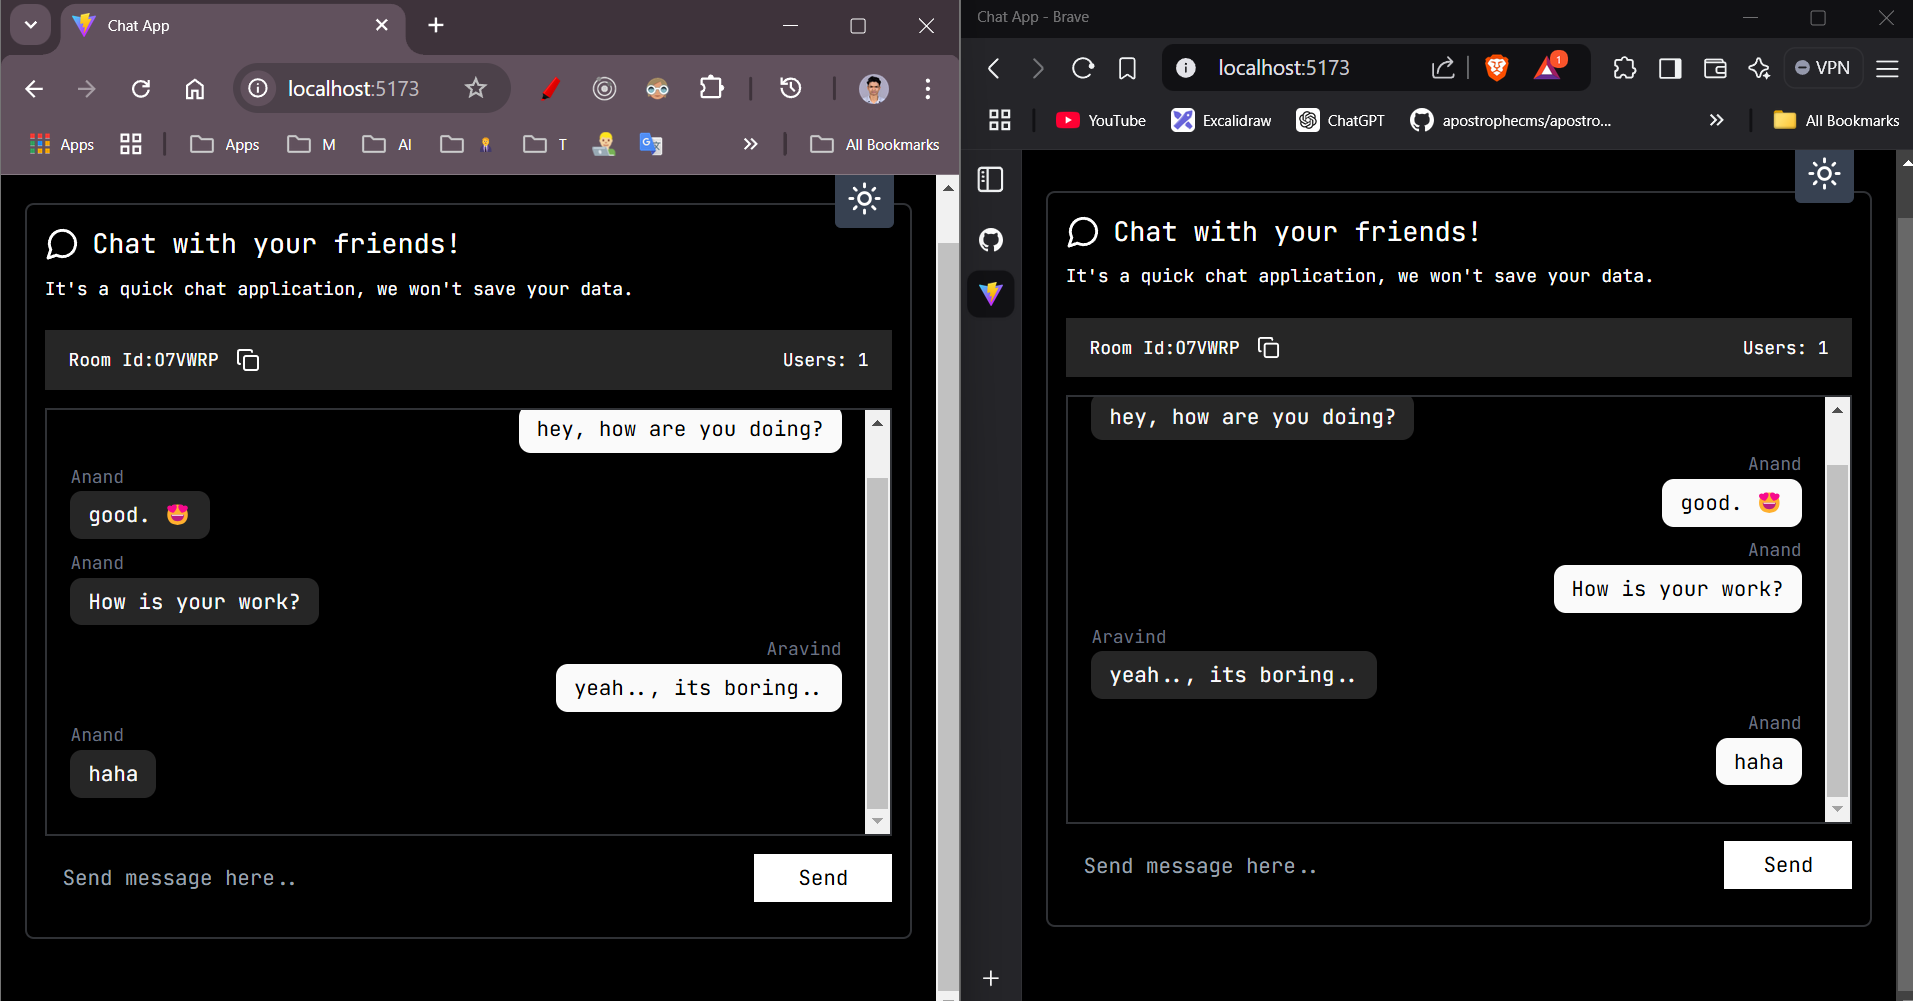 Chat App
localhost:5173
Apps
Apps
M
AI
T
All Bookmarks
Chat with your friends!
It's a quick chat application, we won't save your data.
Room Id:O7VWRP
Users: 1
hey, how are you doing?
Anand
good. 😍
Anand
How is your work?
Aravind
yeah.., its boring..
Anand
haha
Send message here..
Send
Chat App - Brave
localhost:5173
1
VPN
YouTube
Excalidraw
ChatGPT
apostrophecms/apostro...
All Bookmarks
Chat with your friends!
It's a quick chat application, we won't save your data.
Room Id:O7VWRP
Users: 1
hey, how are you doing?
Anand
good. 😍
Anand
How is your work?
Aravind
yeah.., its boring..
Anand
haha
Send message here..
Send